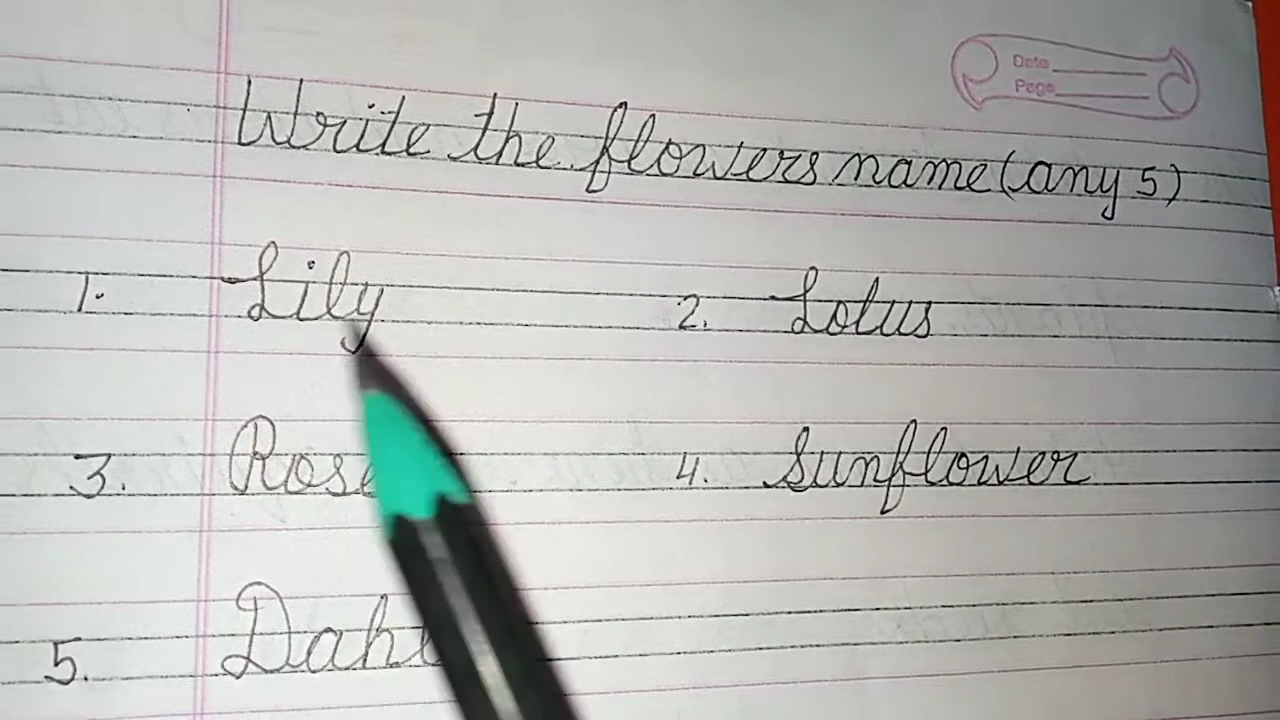 Date
Page
Write the flowers name (any 5)
1. Lily 2. Lotus
3. Rose 4. Sunflower
5.